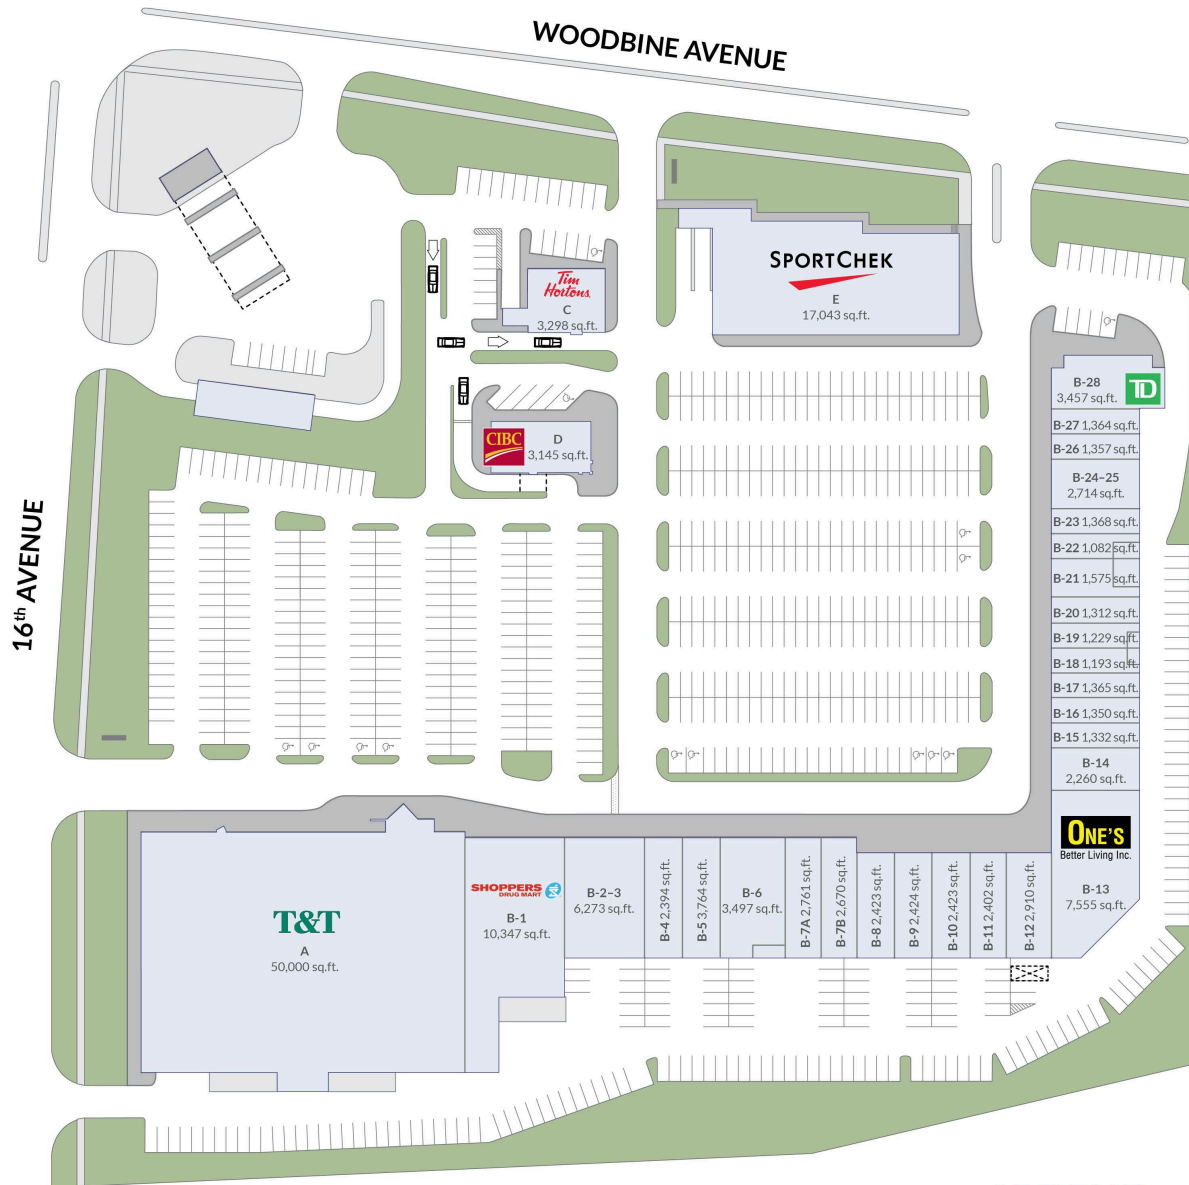 WOODBINE AVENUE
16th AVENUE
Tim
Hortons
C
3,298 sq.ft.
SPORTCHEK
E
17,043 sq.ft.
CIBC
D
3,145 sq.ft.
B-28
3,457 sq.ft.
TD
B-27 1,364 sq.ft.
B-26 1,357 sq.ft.
B-24–25
2,714 sq.ft.
B-23 1,368 sq.ft.
B-22 1,082 sq.ft.
B-21 1,575 sq.ft.
B-20 1,312 sq.ft.
B-19 1,229 sq.ft.
B-18 1,193 sq.ft.
B-17 1,365 sq.ft.
B-16 1,350 sq.ft.
B-15 1,332 sq.ft.
B-14
2,260 sq.ft.
ONE'S
Better Living Inc.
B-13
7,555 sq.ft.
T&T
A
50,000 sq.ft.
SHOPPERS
DRUG MART
B-1
10,347 sq.ft.
B-2–3
6,273 sq.ft.
B-4 2,394 sq.ft.
B-5 3,764 sq.ft.
B-6
3,497 sq.ft.
B-7A 2,761 sq.ft.
B-7B 2,670 sq.ft.
B-8 2,423 sq.ft.
B-9 2,424 sq.ft.
B-10 2,423 sq.ft.
B-11 2,402 sq.ft.
B-12 2,910 sq.ft.